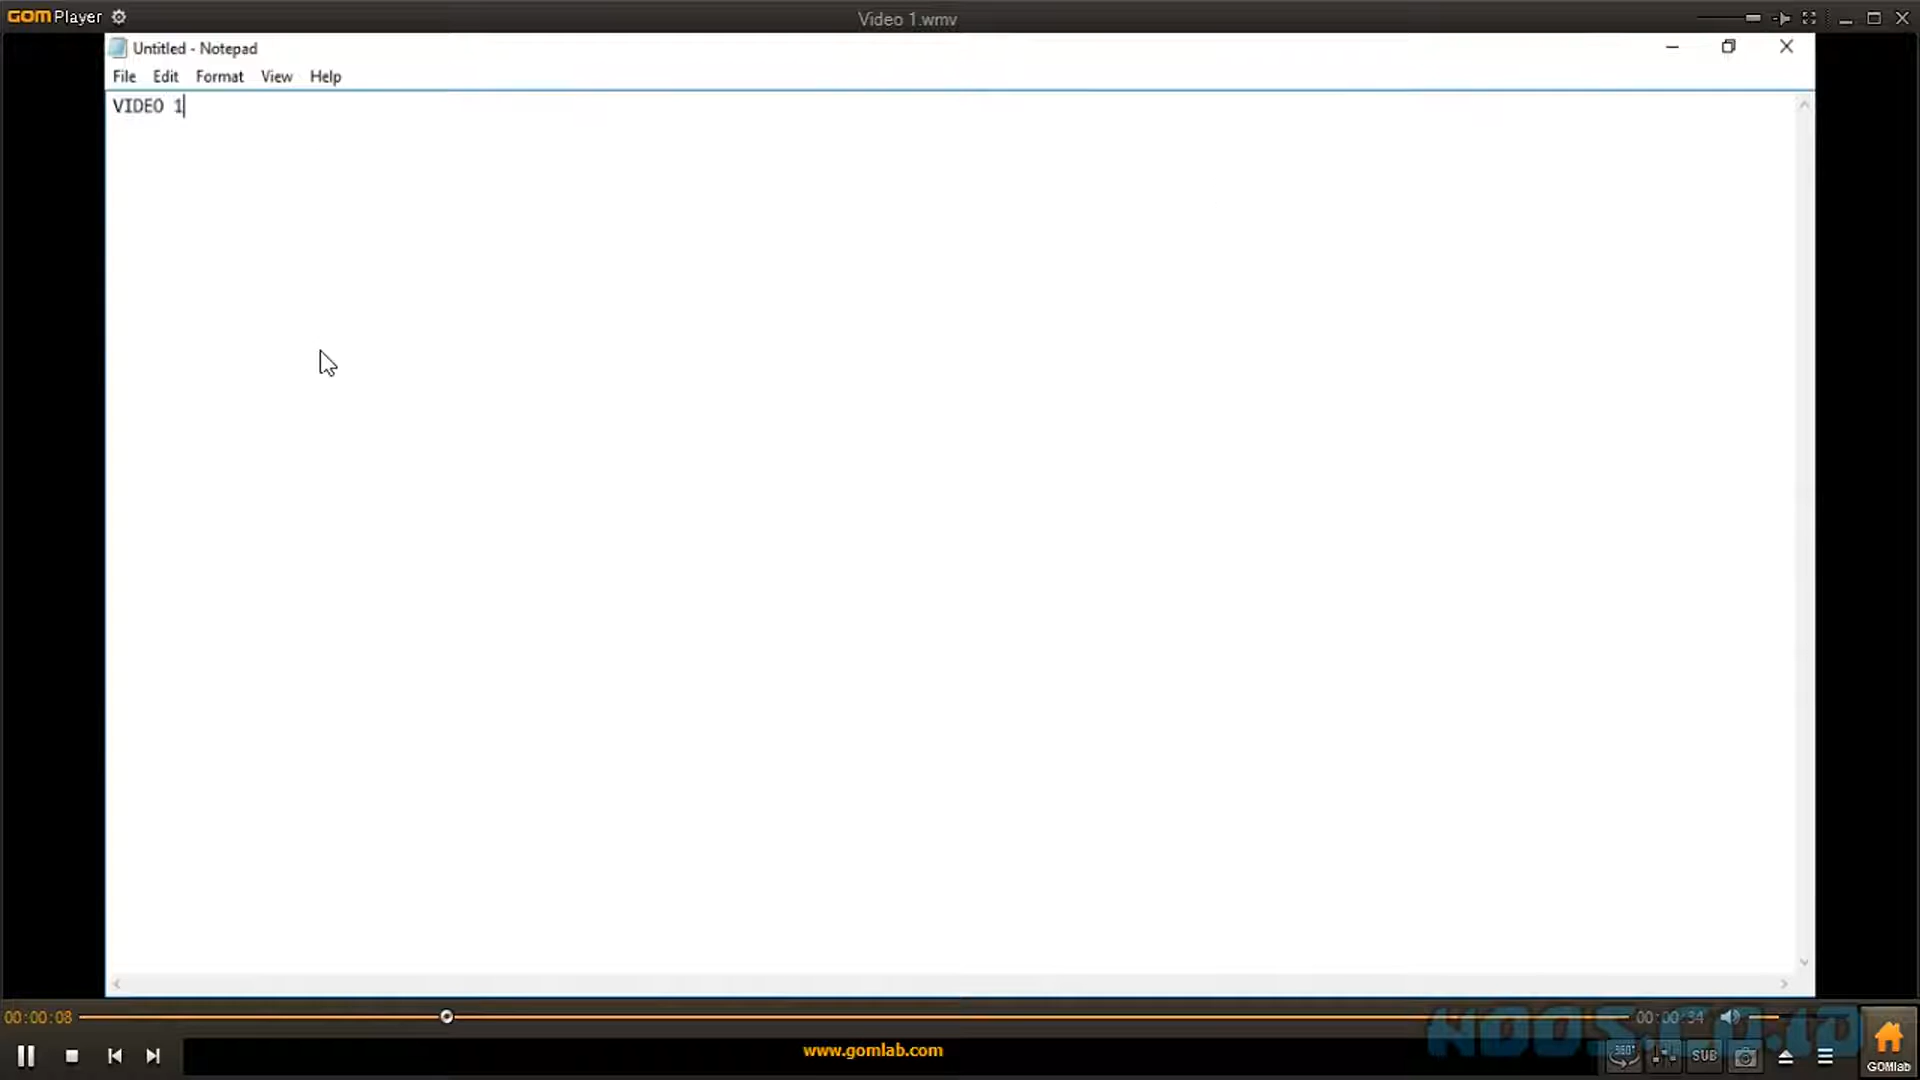 GOM Player
Video 1.wmv
Untitled - Notepad
File Edit Format View Help
VIDEO 1
00:00:08
00:00:34
www.gomlab.com
360°
SUB
GOMlab